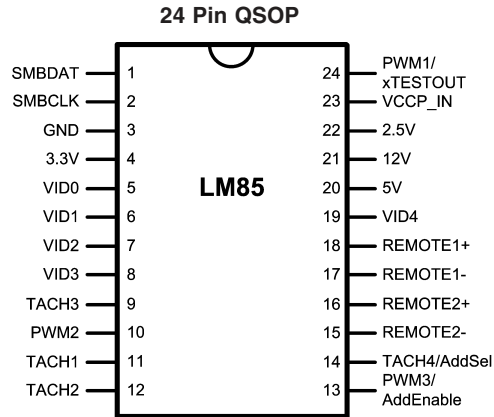 24 Pin QSOP
SMBDAT 1
SMBCLK 2
GND 3
3.3V 4
VID0 5
VID1 6
VID2 7
VID3 8
TACH3 9
PWM2 10
TACH1 11
TACH2 12
LM85
24 PWM1/
xTESTOUT
23 VCCP_IN
22 2.5V
21 12V
20 5V
19 VID4
18 REMOTE1+
17 REMOTE1-
16 REMOTE2+
15 REMOTE2-
14 TACH4/AddSel
13 PWM3/
AddEnable